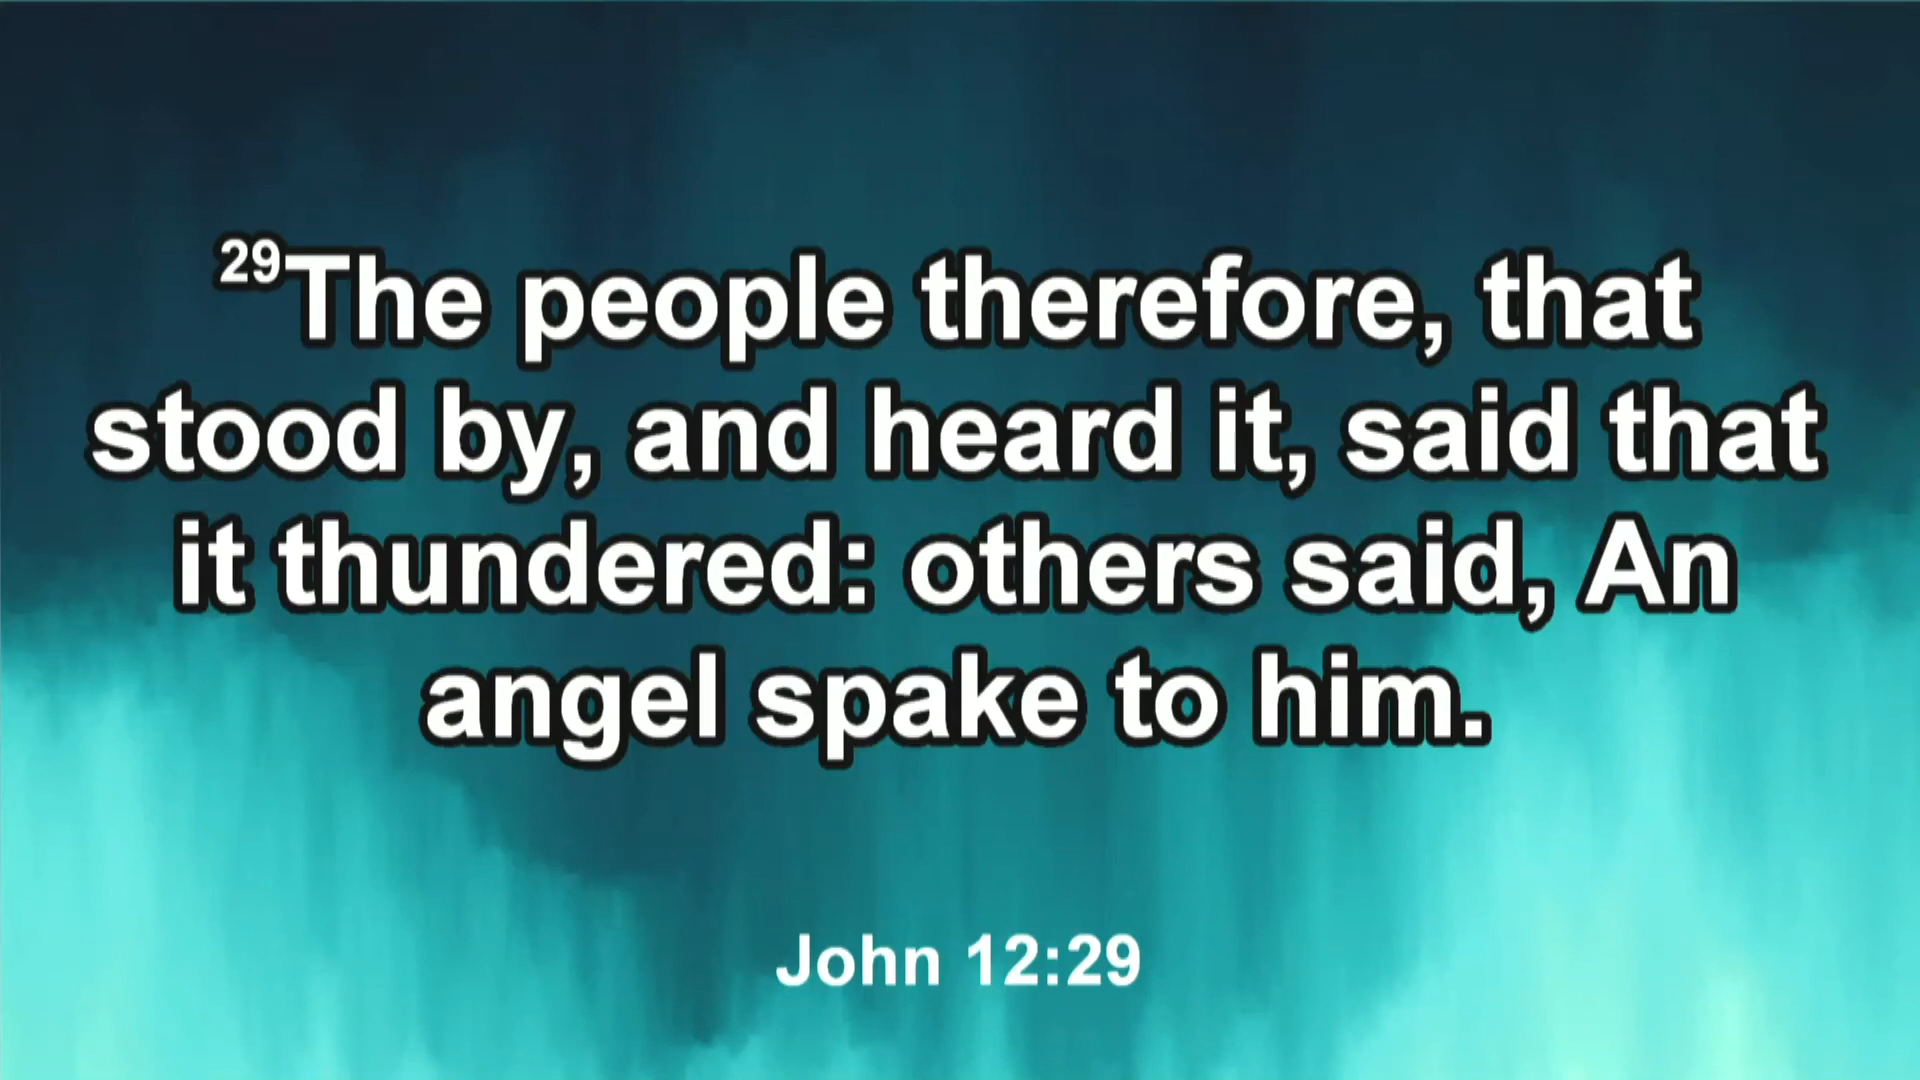 29The people therefore, that
stood by, and heard it, said that
it thundered: others said, An
angel spake to him.
John 12:29